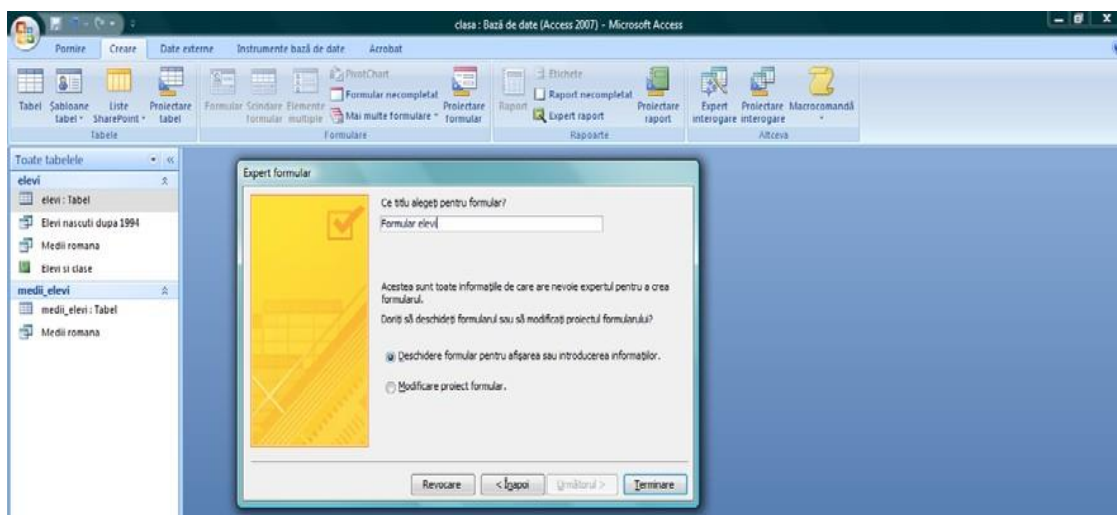 clasa : Bază de date (Access 2007) - Microsoft Access
Pornire Creare Date externe Instrumente bază de date Acrobat
Tabel Șabloane tabel Liste SharePoint Proiectare tabel
Tabele
Formular Scindare formular Elemente multiple PivotChart Formular necompletat Mai multe formulare Proiectare formular
Formulare
Raport Etichete Raport necompletat Expert raport Proiectare raport
Rapoarte
Expert interogare Proiectare interogare Macrocomandă
Altceva
Toate tabelele
elevi
elevi : Tabel
Elevi nascuti dupa 1994
Medii romana
Elevi si clase
medii_elevi
medii_elevi : Tabel
Medii romana
Expert formular
Ce titlu alegeți pentru formular?
Formular elevi
Acestea sunt toate informațiile de care are nevoie expertul pentru a crea
formularul.
Doriți să deschideți formularul sau să modificați proiectul formularului?
Deschidere formular pentru afișarea sau introducerea informațiilor.
Modificare proiect formular.
Revocare < Înapoi Următorul > Terminare